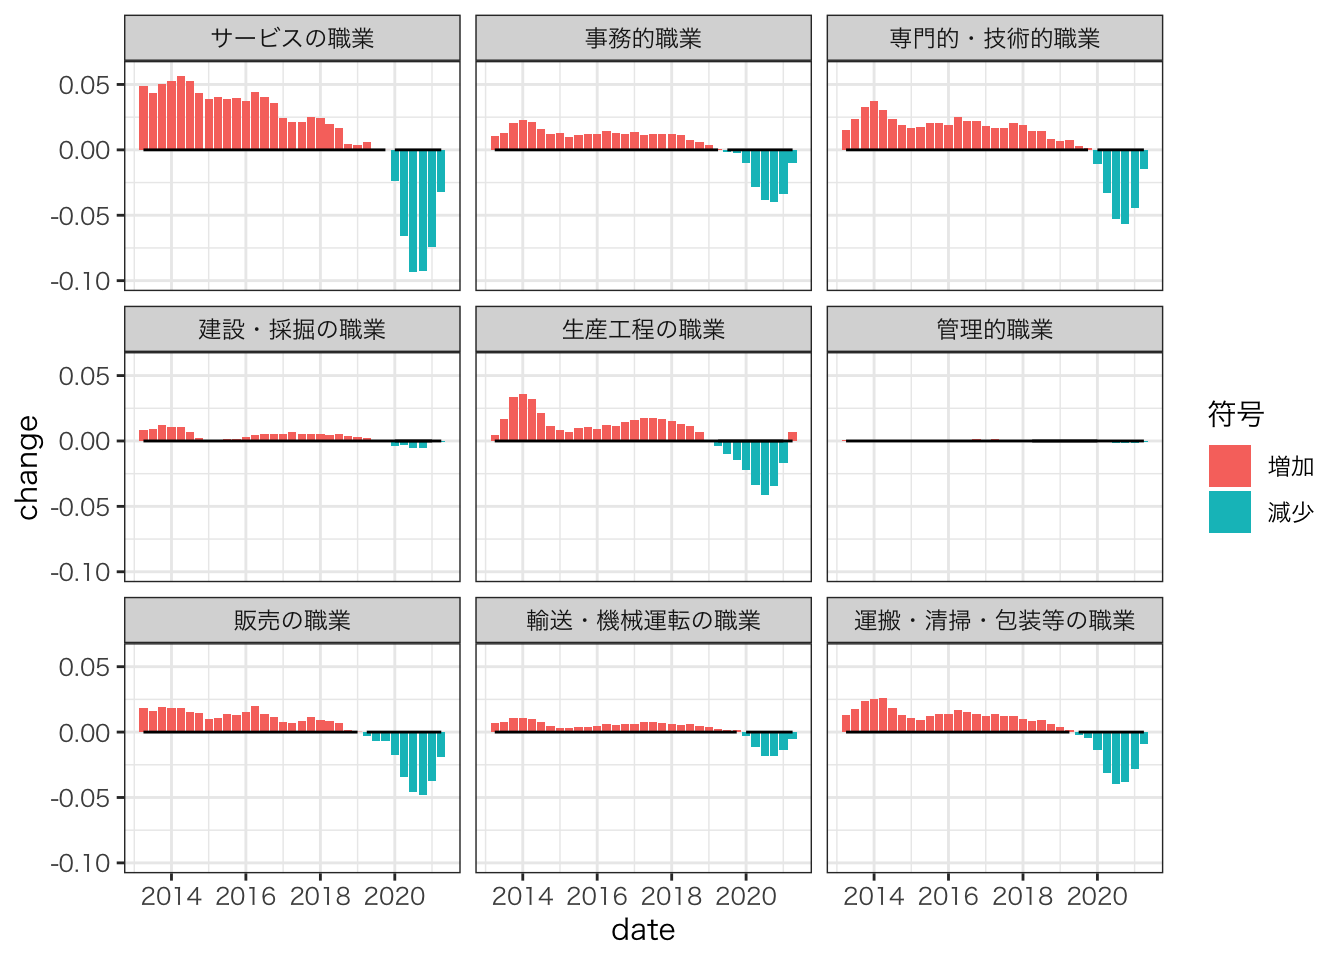 サービスの職業
事務的職業
専門的・技術的職業
0.05
0.00
-0.05
-0.10
建設・採掘の職業
生産工程の職業
管理的職業
0.05
0.00
-0.05
-0.10
販売の職業
輸送・機械運転の職業
運搬・清掃・包装等の職業
0.05
0.00
-0.05
-0.10
2014 2016 2018 2020
2014 2016 2018 2020
2014 2016 2018 2020
date
change
符号
増加
減少